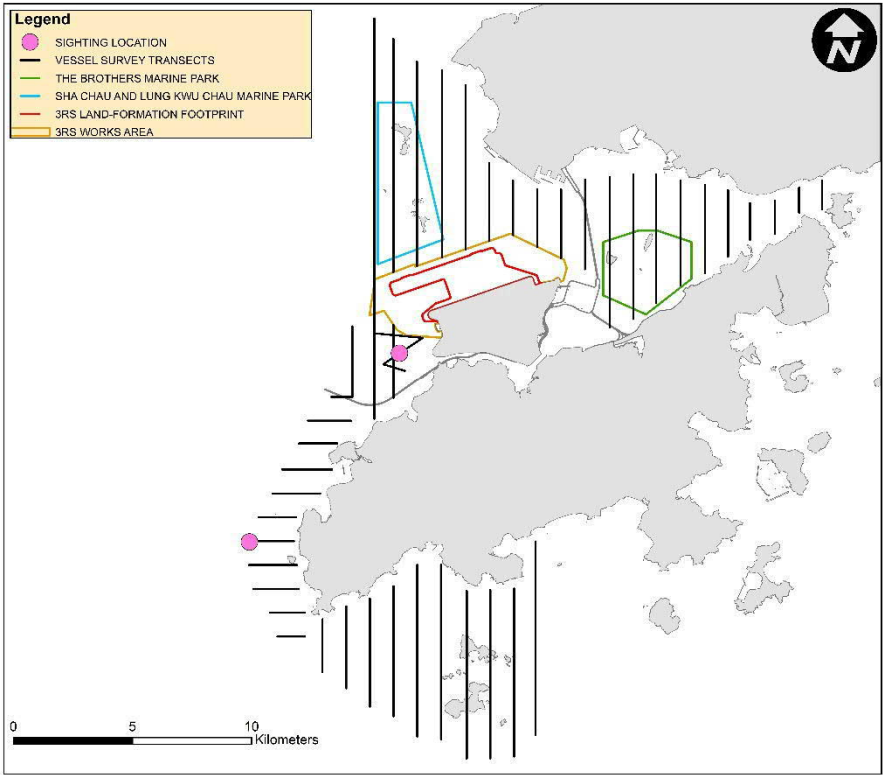 Legend
SIGHTING LOCATION
VESSEL SURVEY TRANSECTS
THE BROTHERS MARINE PARK
SHA CHAU AND LUNG KWU CHAU MARINE PARK
3RS LAND-FORMATION FOOTPRINT
3RS WORKS AREA
N
0 5 10
Kilometers